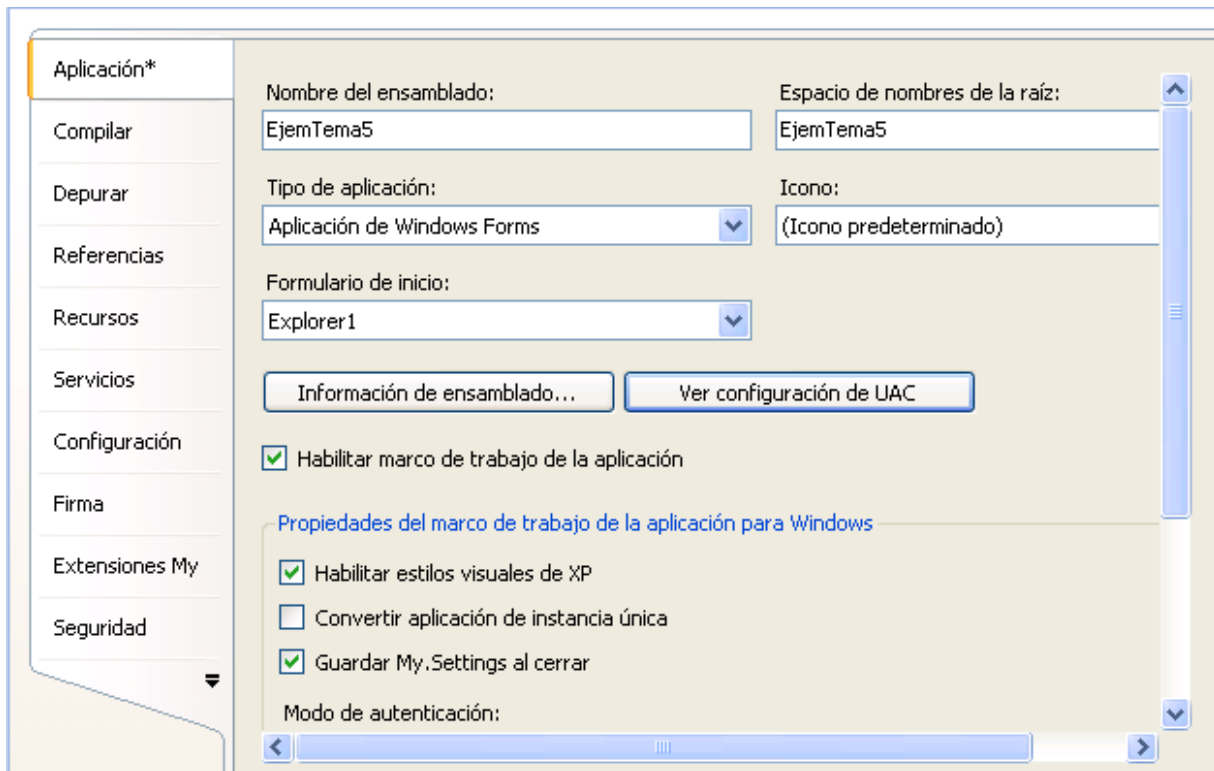 Aplicación*
Compilar
Depurar
Referencias
Recursos
Servicios
Configuración
Firma
Extensiones My
Seguridad
Nombre del ensamblado:
EjemTema5
Espacio de nombres de la raíz:
EjemTema5
Tipo de aplicación:
Aplicación de Windows Forms
Icono:
(Icono predeterminado)
Formulario de inicio:
Explorer1
Información de ensamblado...
Ver configuración de UAC
Habilitar marco de trabajo de la aplicación
Propiedades del marco de trabajo de la aplicación para Windows
Habilitar estilos visuales de XP
Convertir aplicación de instancia única
Guardar My.Settings al cerrar
Modo de autenticación: